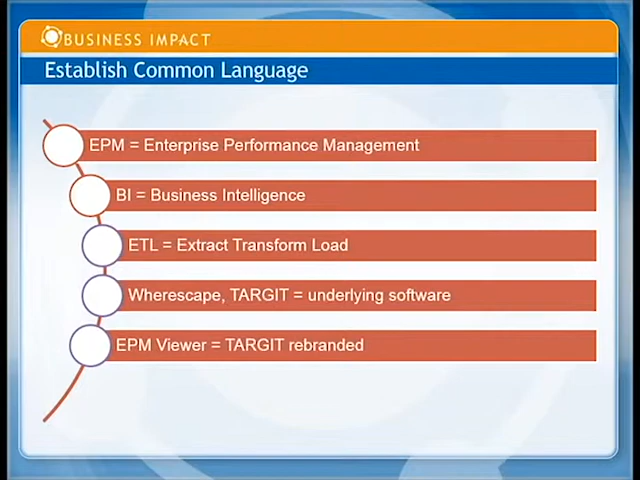 BUSINESS IMPACT
Establish Common Language
EPM = Enterprise Performance Management
BI = Business Intelligence
ETL = Extract Transform Load
Wherescape, TARGIT = underlying software
EPM Viewer = TARGIT rebranded